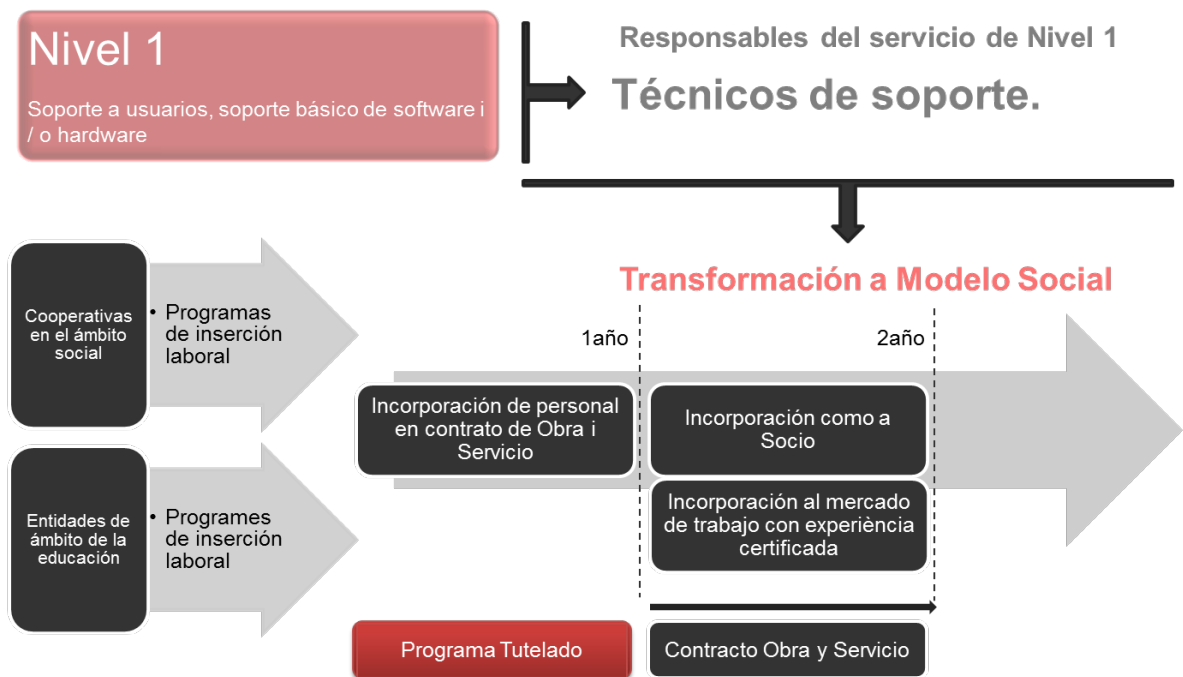 Nivel 1
Soporte a usuarios, soporte básico de software i
/ o hardware
Responsables del servicio de Nivel 1
Técnicos de soporte.
Transformación a Modelo Social
Cooperativas
en el ámbito
social
• Programas
de inserción
laboral
Entidades de
ámbito de la
educación
• Programes
de inserción
laboral
1año
2año
Incorporación de personal
en contrato de Obra i
Servicio
Incorporación como a
Socio
Incorporación al mercado
de trabajo con experiència
certificada
Programa Tutelado
Contracto Obra y Servicio